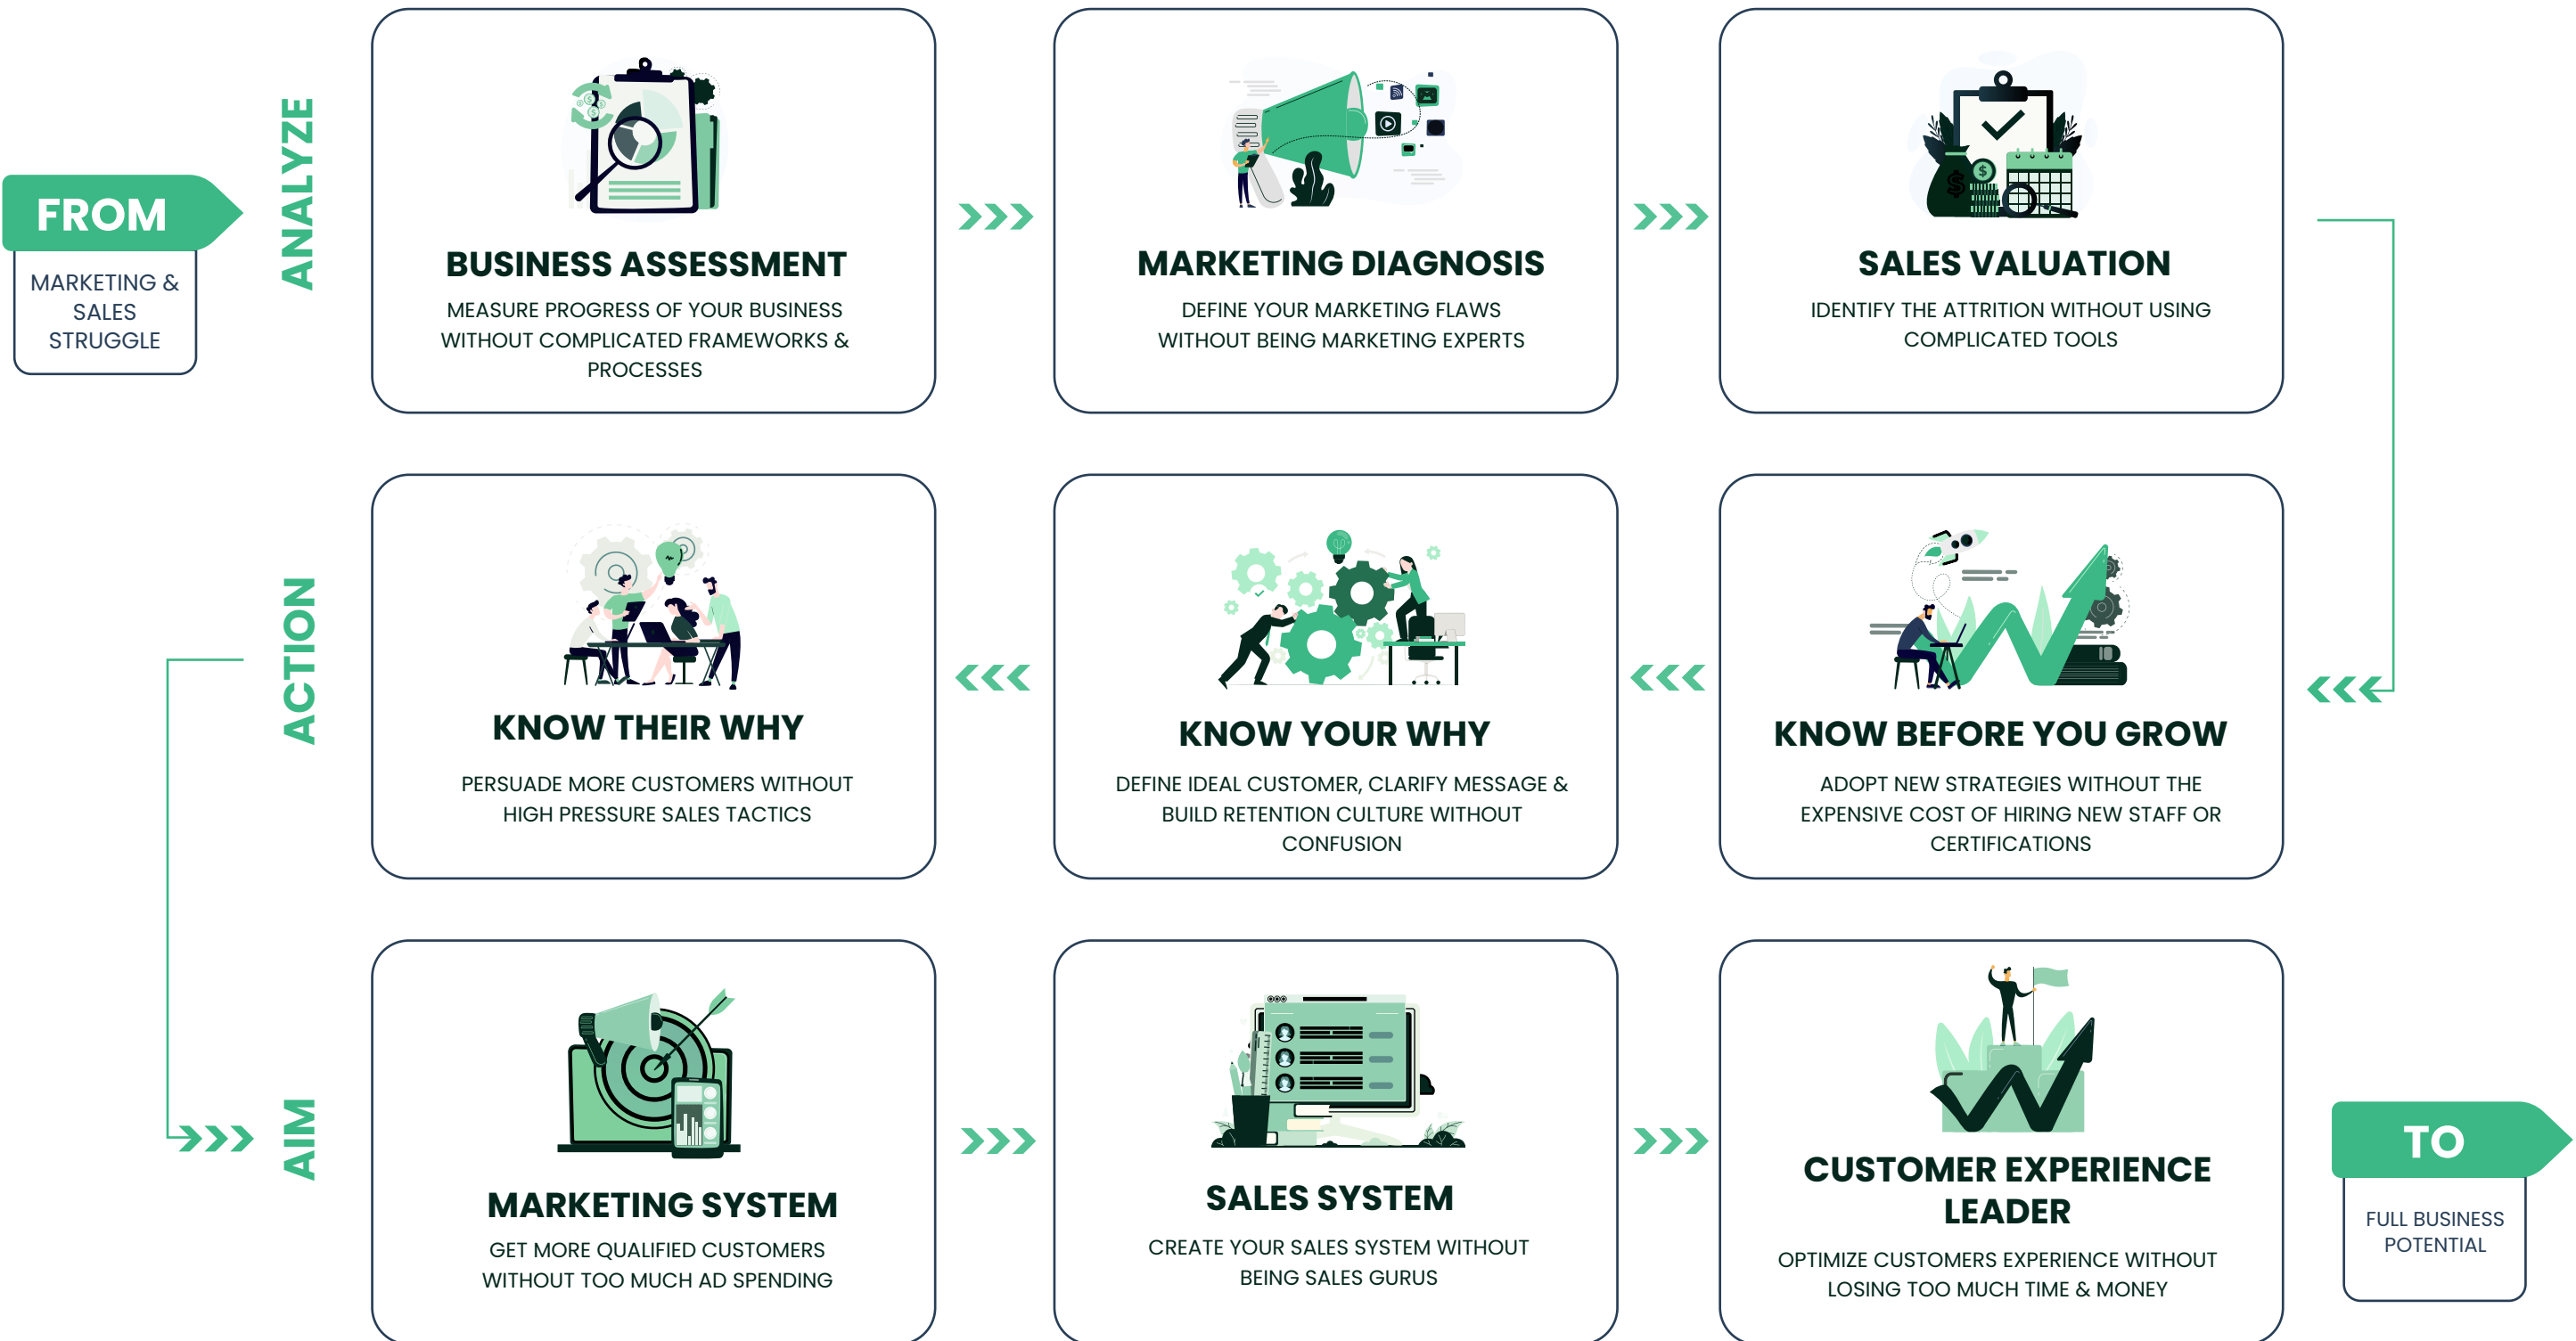 FROM
MARKETING &
SALES
STRUGGLE
ANALYZE
BUSINESS ASSESSMENT
MEASURE PROGRESS OF YOUR BUSINESS
WITHOUT COMPLICATED FRAMEWORKS &
PROCESSES
MARKETING DIAGNOSIS
DEFINE YOUR MARKETING FLAWS
WITHOUT BEING MARKETING EXPERTS
SALES VALUATION
IDENTIFY THE ATTRITION WITHOUT USING
COMPLICATED TOOLS
ACTION
KNOW BEFORE YOU GROW
ADOPT NEW STRATEGIES WITHOUT THE
EXPENSIVE COST OF HIRING NEW STAFF OR
CERTIFICATIONS
KNOW YOUR WHY
DEFINE IDEAL CUSTOMER, CLARIFY MESSAGE &
BUILD RETENTION CULTURE WITHOUT
CONFUSION
KNOW THEIR WHY
PERSUADE MORE CUSTOMERS WITHOUT
HIGH PRESSURE SALES TACTICS
AIM
MARKETING SYSTEM
GET MORE QUALIFIED CUSTOMERS
WITHOUT TOO MUCH AD SPENDING
SALES SYSTEM
CREATE YOUR SALES SYSTEM WITHOUT
BEING SALES GURUS
CUSTOMER EXPERIENCE
LEADER
OPTIMIZE CUSTOMERS EXPERIENCE WITHOUT
LOSING TOO MUCH TIME & MONEY
TO
FULL BUSINESS
POTENTIAL